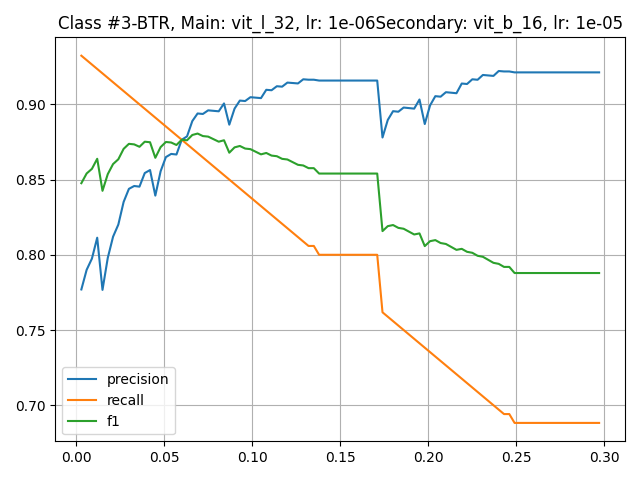 Class #3-BTR, Main: vit_l_32, lr: 1e-06Secondary: vit_b_16, lr: 1e-05
0.90
0.85
0.80
0.75
0.70
precision
recall
f1
0.00 0.05 0.10 0.15 0.20 0.25 0.30